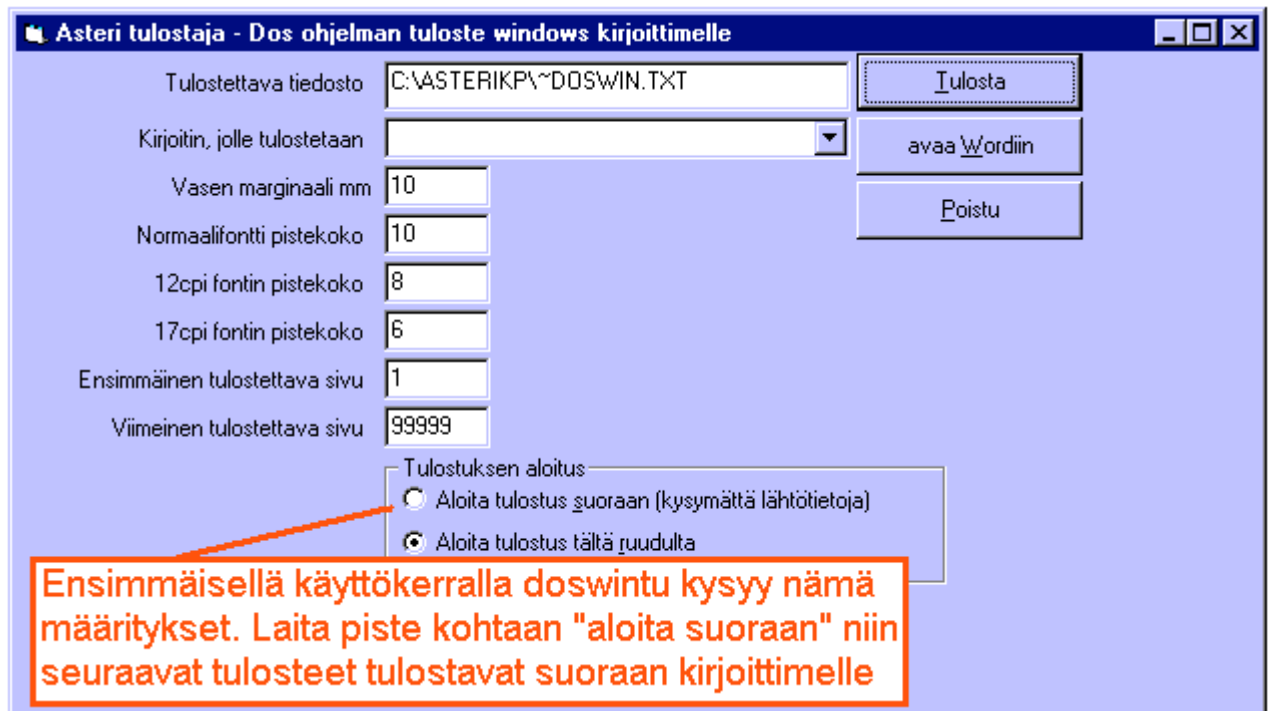 Asteri tulostaja - Dos ohjelman tuloste windows kirjoittimelle
Tulostettava tiedosto C:\ASTERIKP\~DOSWIN.TXT Tulosta
Kirjoitin, jolle tulostetaan avaa Wordiin
Vasen marginaali mm 10
Poistu
Normaalifontti pistekoko 10
12cpi fontin pistekoko 8
17cpi fontin pistekoko 6
Ensimmäinen tulostettava sivu 1
Viimeinen tulostettava sivu 99999
Tulostuksen aloitus
Aloita tulostus suoraan (kysymättä lähtötietoja)
Aloita tulostus tältä ruudulta
Ensimmäisellä käyttökerralla doswintu kysyy nämä
määritykset. Laita piste kohtaan "aloita suoraan" niin
seuraavat tulosteet tulostavat suoraan kirjoittimelle